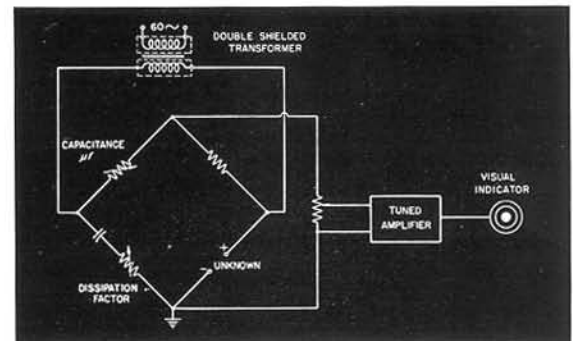 60~
DOUBLE SHIELDED
TRANSFORMER
CAPACITANCE
μf
VISUAL
INDICATOR
TUNED
AMPLIFIER
+
-
UNKNOWN
DISSIPATION
FACTOR